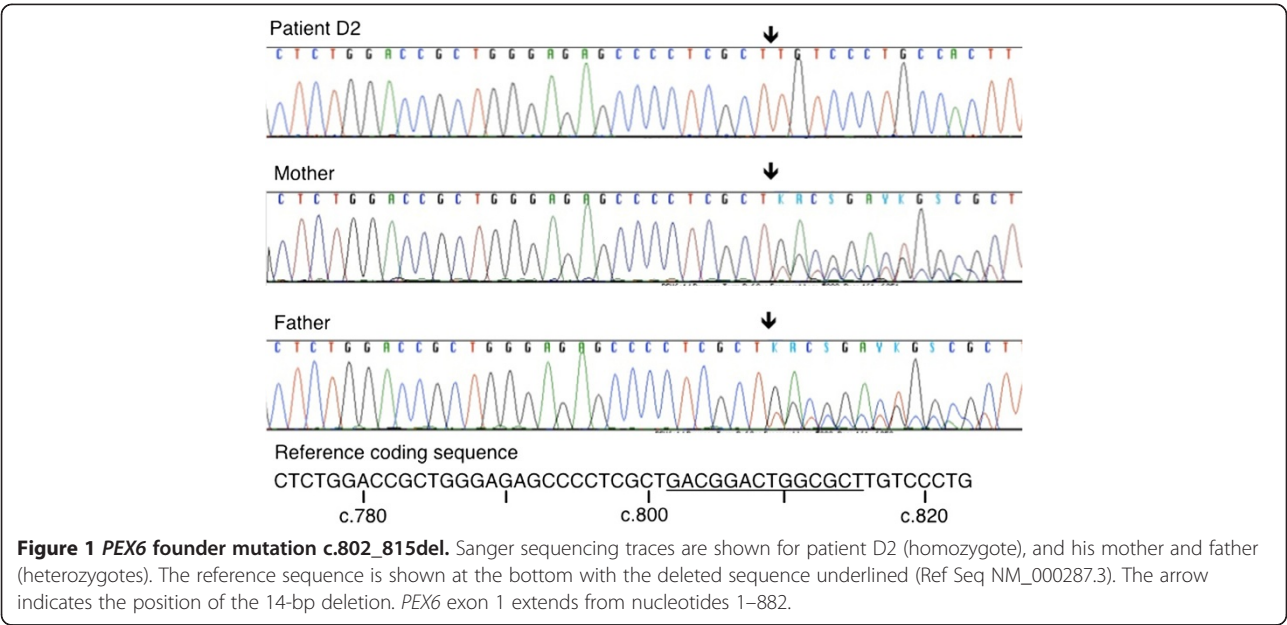 Patient D2
CTCTGGACCGCTGGGAGAGCCCCTCGCTTGTCCCTGCCACTT
Mother
CTCTGGACCGCTGGGAGAGCCCCTCGCTKRCSGAYKGSCGCT
Father
CTCTGGACCGCTGGGAGAGCCCCTCGCTKRCSGAYKGSCGCT
Reference coding sequence
CTCTGGACCGCTGGGAGAGCCCCTCGCTGACGGACTGGCGCTTGTCCCTG
c.780 c.800 c.820
Figure 1 PEX6 founder mutation c.802_815del. Sanger sequencing traces are shown for patient D2 (homozygote), and his mother and father
(heterozygotes). The reference sequence is shown at the bottom with the deleted sequence underlined (Ref Seq NM_000287.3). The arrow
indicates the position of the 14-bp deletion. PEX6 exon 1 extends from nucleotides 1–882.